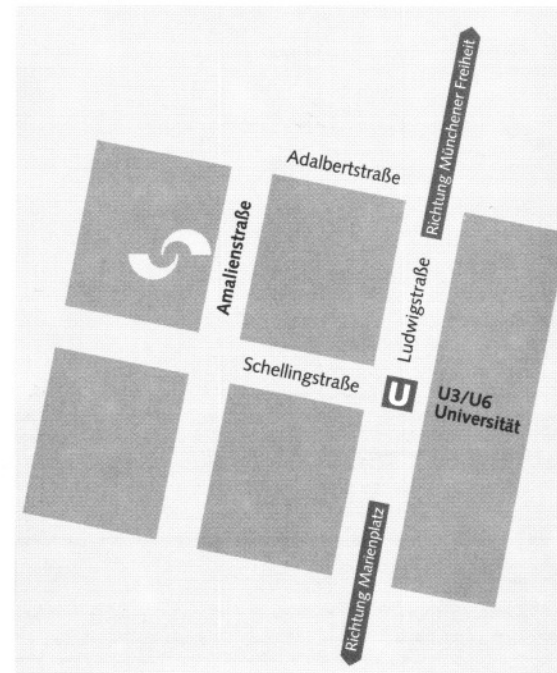 Richtung Münchener Freiheit
Adalbertstraße
Amalienstraße
Ludwigstraße
Schellingstraße
U
U3/U6
Universität
Richtung Marienplatz